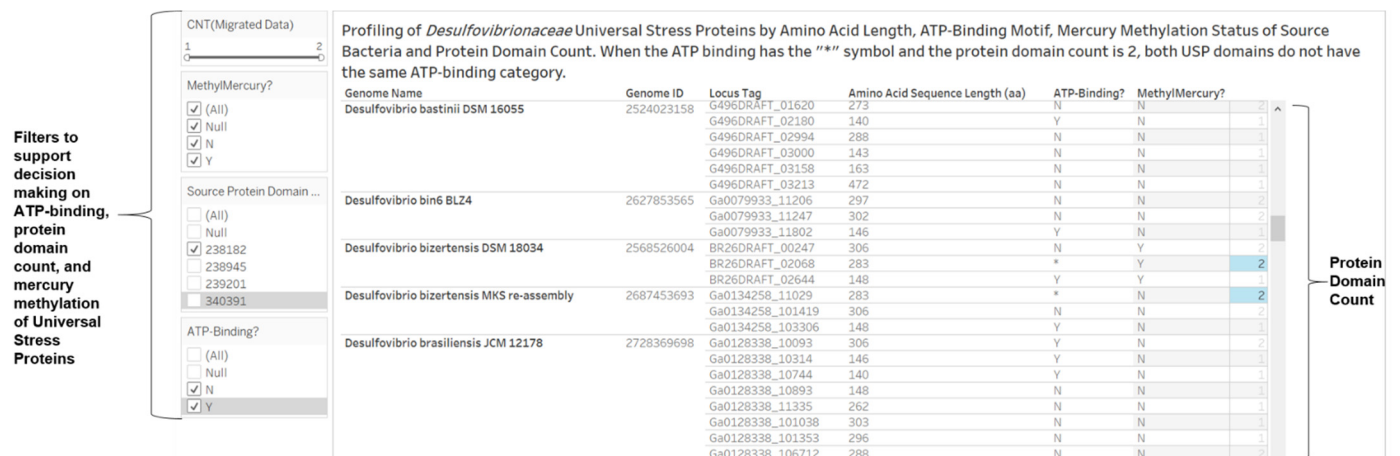 Filters to
support
decision
making on
ATP-binding,
protein
domain
count, and
mercury
methylation
of Universal
Stress
Proteins
CNT(Migrated Data)
1 2
MethylMercury?
(All)
Null
N
Y
Source Protein Domain ...
(All)
Null
238182
238945
239201
340391
ATP-Binding?
(All)
Null
N
Y
Profiling of Desulfovibrionaceae Universal Stress Proteins by Amino Acid Length, ATP-Binding Motif, Mercury Methylation Status of Source
Bacteria and Protein Domain Count. When the ATP binding has the "*" symbol and the protein domain count is 2, both USP domains do not have
the same ATP-binding category.
Genome Name Genome ID Locus Tag Amino Acid Sequence Length (aa) ATP-Binding? MethylMercury?
Desulfovibrio bastinii DSM 16055 2524023158 G496DRAFT_01620 273 N N 2
G496DRAFT_02180 140 Y N 1
G496DRAFT_02994 288 N N 2
G496DRAFT_03000 143 N N 1
G496DRAFT_03158 163 N N 1
G496DRAFT_03213 472 N N 1
Desulfovibrio bin6 BLZ4 2627853565 Ga0079933_11206 297 N N 2
Ga0079933_11247 302 N N 2
Ga0079933_11802 146 Y N 1
Desulfovibrio bizertensis DSM 18034 2568526004 BR26DRAFT_00247 306 N Y 2
BR26DRAFT_02068 283 * Y 2
BR26DRAFT_02644 148 Y Y 1
Desulfovibrio bizertensis MKS re-assembly 2687453693 Ga0134258_11029 283 * N 2
Ga0134258_101419 306 N N 2
Ga0134258_103306 148 Y N 1
Desulfovibrio brasiliensis JCM 12178 2728369698 Ga0128338_10093 306 Y N 2
Ga0128338_10314 146 Y N 1
Ga0128338_10744 140 Y N 1
Ga0128338_10893 148 N N 1
Ga0128338_11335 262 N N 1
Ga0128338_101038 303 N N 1
Ga0128338_101353 296 N N 1
Ga0128338_106712 288 N N 2
Protein
Domain
Count